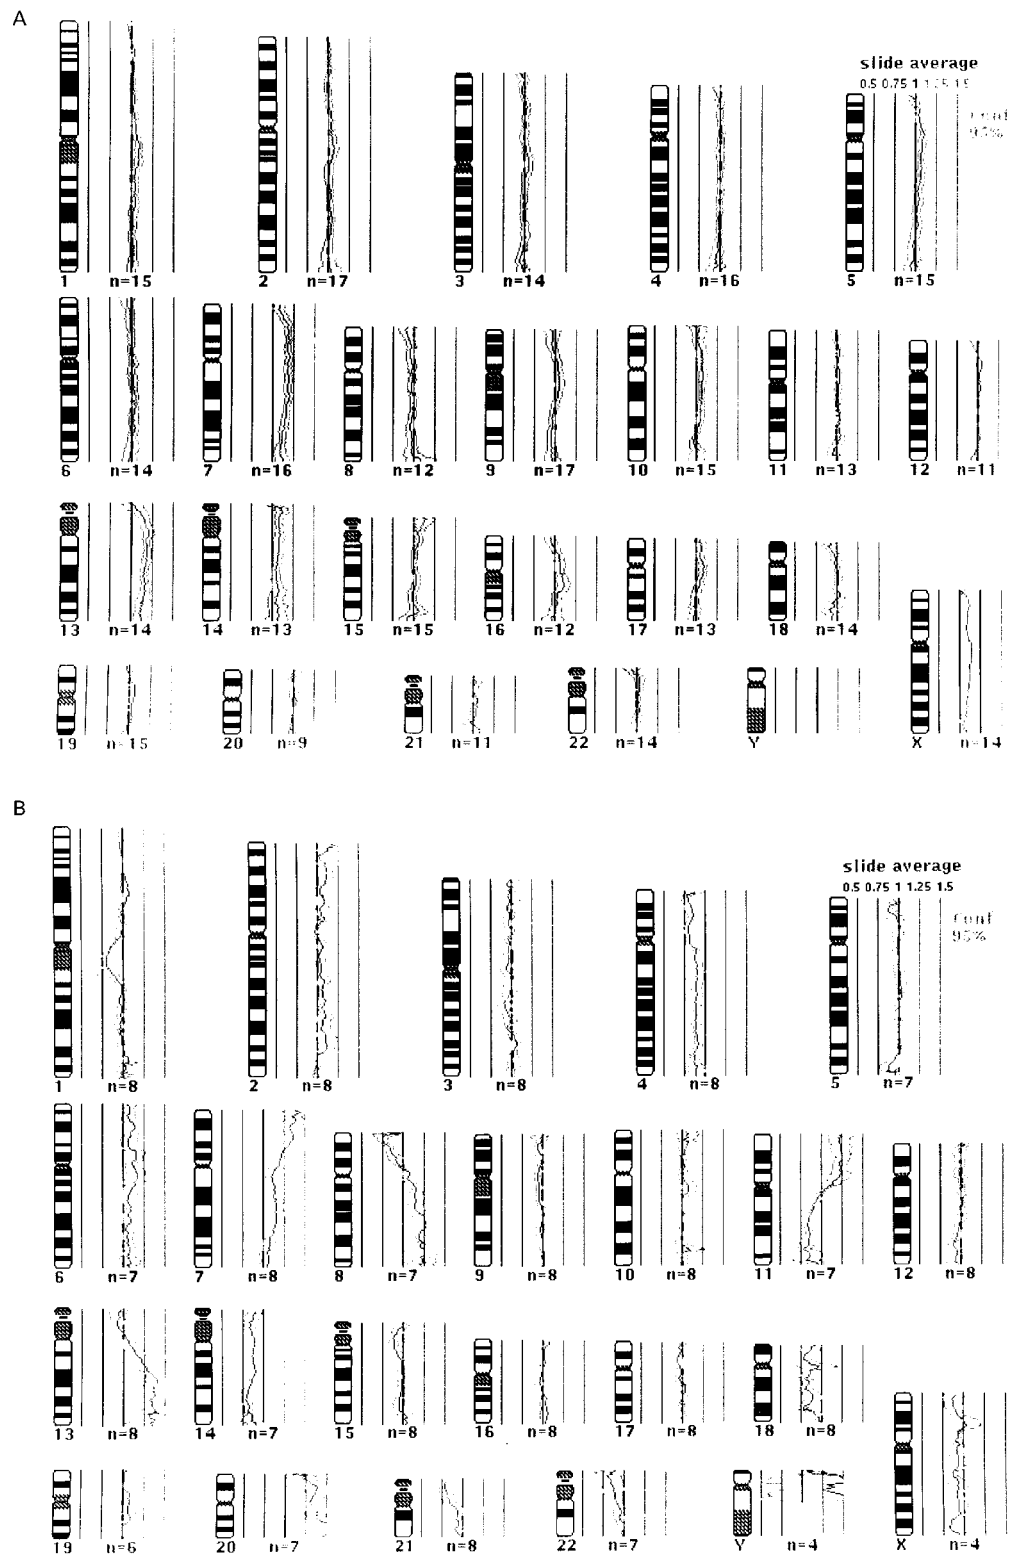 A
slide average
0.5 0.75 1 1.25 1.5
conf
95%
1 n=15 2 n=17 3 n=14 4 n=16 5 n=15
6 n=14 7 n=16 8 n=12 9 n=17 10 n=15 11 n=13 12 n=11
13 n=14 14 n=13 15 n=15 16 n=12 17 n=13 18 n=14
19 n=15 20 n=9 21 n=11 22 n=14 Y X n=14
B
slide average
0.5 0.75 1 1.25 1.5
conf
95%
1 n=8 2 n=8 3 n=8 4 n=8 5 n=7
6 n=7 7 n=8 8 n=7 9 n=8 10 n=8 11 n=7 12 n=8
13 n=8 14 n=7 15 n=8 16 n=8 17 n=8 18 n=8
19 n=6 20 n=7 21 n=8 22 n=7 Y n=4 X n=4